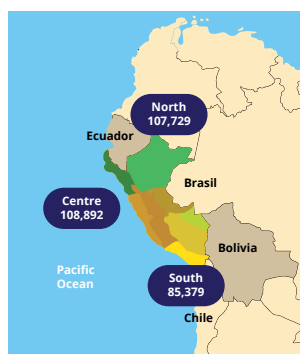 North
107,729
Ecuador
Brasil
Centre
108,892
Bolivia
Pacific
Ocean
South
85,379
Chile